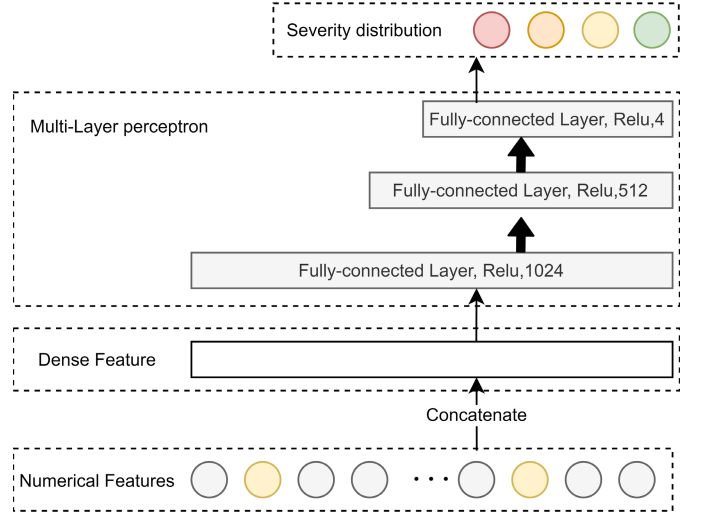 Severity distribution
Multi-Layer perceptron
Fully-connected Layer, Relu,4
Fully-connected Layer, Relu,512
Fully-connected Layer, Relu,1024
Dense Feature
Concatenate
Numerical Features